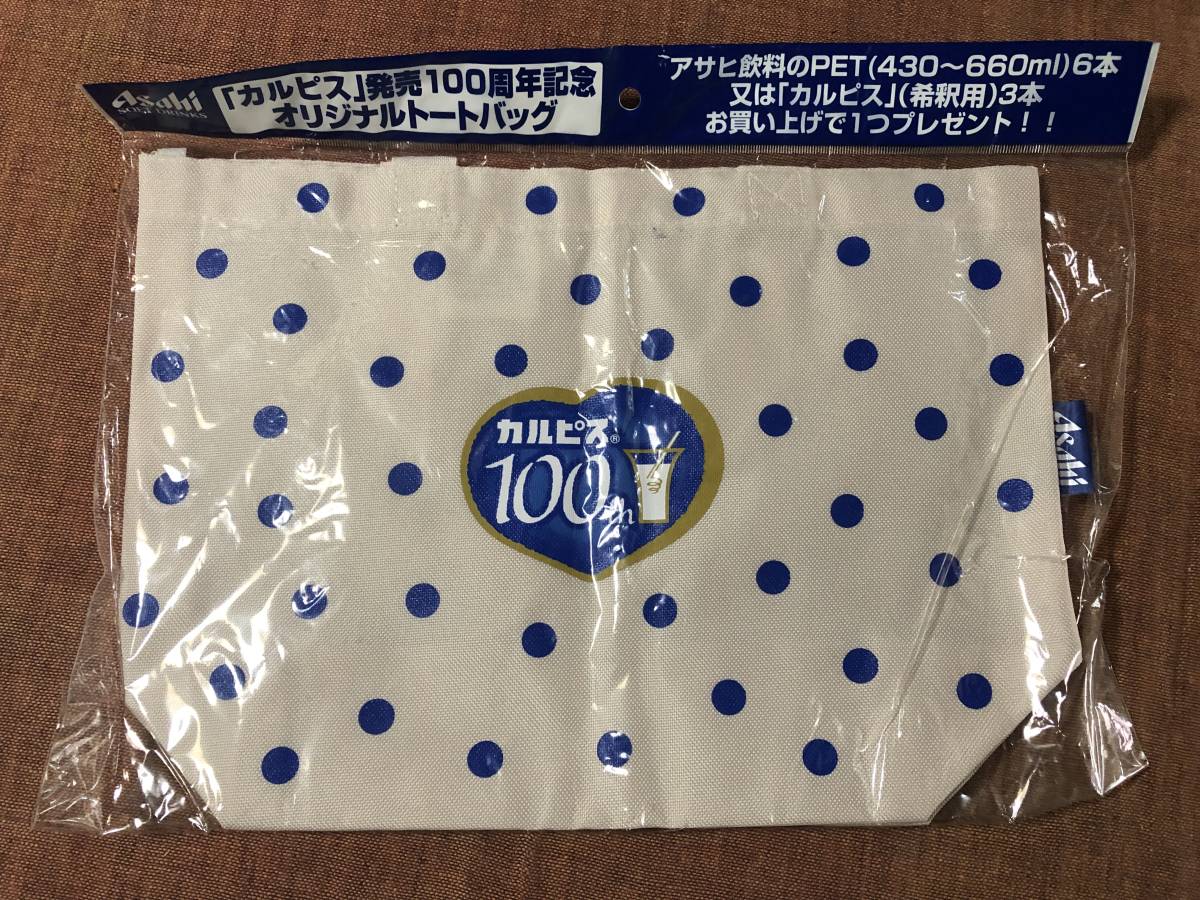 Asahi
SOFT DRINKS
「カルピス」発売100周年記念
オリジナルトートバッグ
アサヒ飲料のPET(430～660ml)6本
又は「カルピス」(希釈用)3本
お買い上げで1つプレゼント！！
カルピス®
100th
Asahi